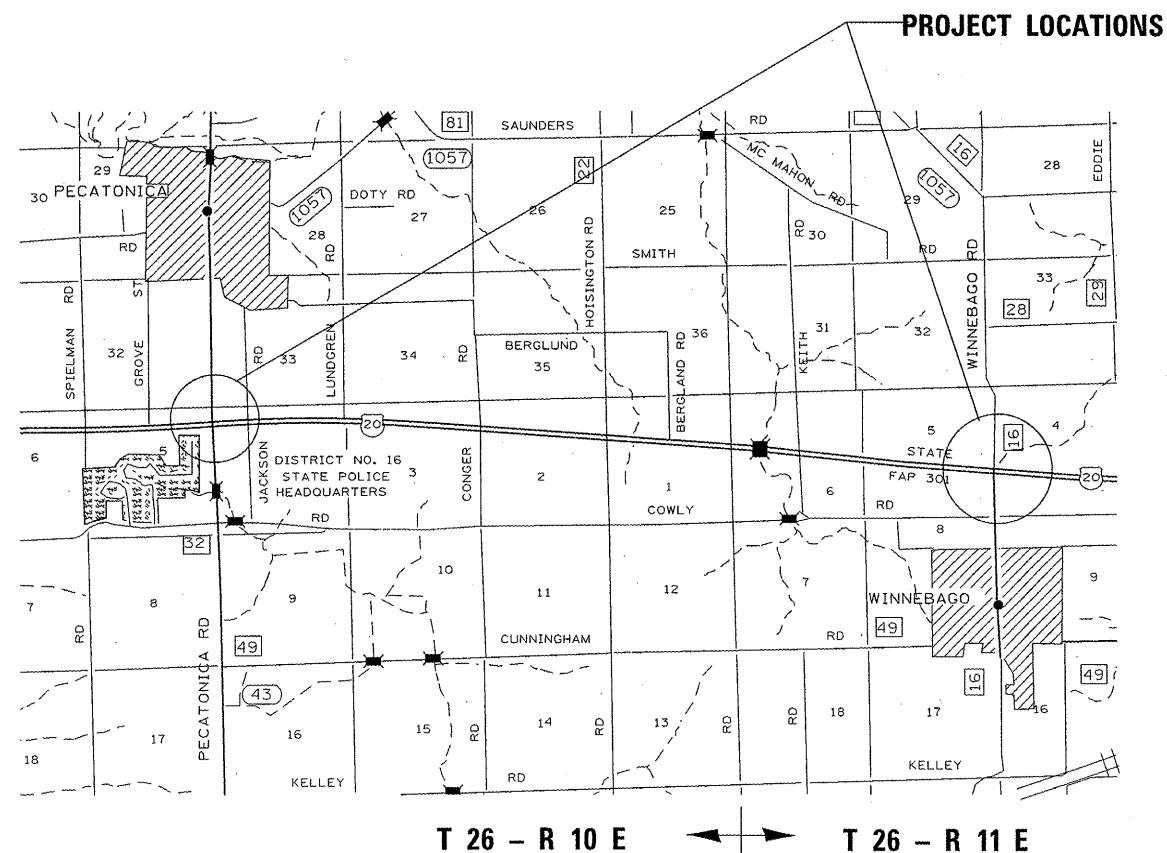 PROJECT LOCATIONS
81
SAUNDERS
RD
16
1057
22
MC MAHON RD
1057
28
EDDIE
29
30
PECATONICA
1057
DOTY RD
27
26
25
29
RD
28
RD
HOISINGTON RD
SMITH
RD
30
RD
WINNEBAGO RD
33
29
28
SPIELMAN RD
GROVE ST
32
RD
33
LUNDGREN
34
RD
BERGLUND
35
BERGLAND RD
36
KEITH
31
32
20
6
5
JACKSON
DISTRICT NO. 16
STATE POLICE
HEADQUARTERS
3
CONGER
2
1
5
STATE
FAP 301
16
4
20
6
RD
COWLY
RD
8
32
7
8
9
10
11
12
7
WINNEBAGO
9
RD
PECATONICA RD
49
CUNNINGHAM
RD
49
43
16
49
18
17
16
15
RD
14
RD
13
RD
RD
18
17
16
KELLEY
RD
KELLEY
T 26 – R 10 E
T 26 – R 11 E